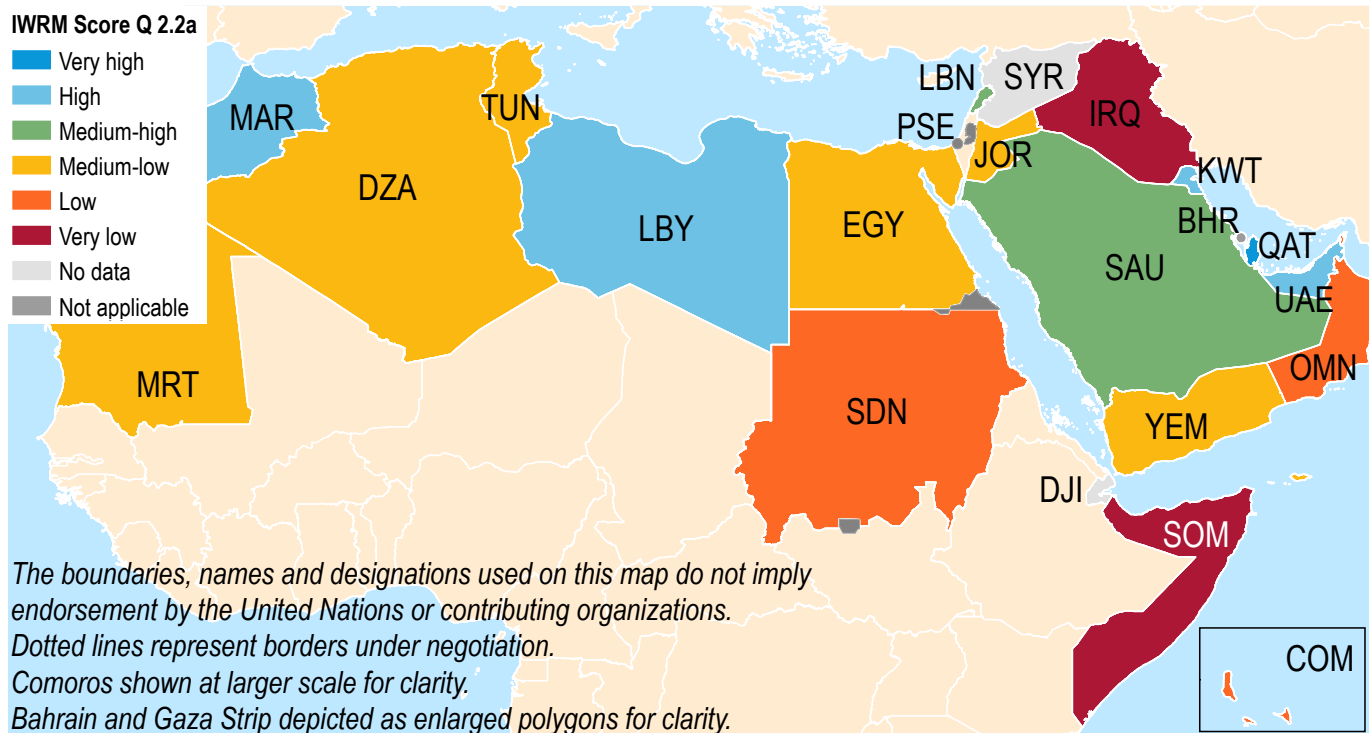 IWRM Score Q 2.2a
Very high
High
Medium-high
Medium-low
Low
Very low
No data
Not applicable
MAR
TUN
DZA
LBY
EGY
MRT
SDN
LBN
SYR
PSE
JOR
IRQ
KWT
BHR
QAT
SAU
UAE
OMN
YEM
DJI
SOM
COM
The boundaries, names and designations used on this map do not imply
endorsement by the United Nations or contributing organizations.
Dotted lines represent borders under negotiation.
Comoros shown at larger scale for clarity.
Bahrain and Gaza Strip depicted as enlarged polygons for clarity.